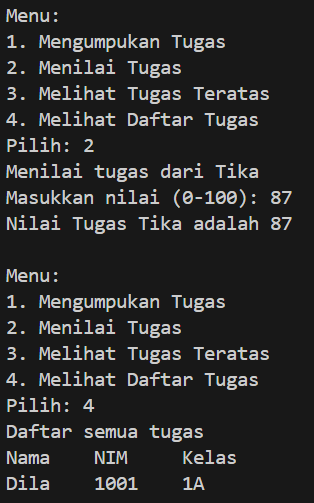 Menu:
1. Mengumpukan Tugas
2. Menilai Tugas
3. Melihat Tugas Teratas
4. Melihat Daftar Tugas
Pilih: 2
Menilai tugas dari Tika
Masukkan nilai (0-100): 87
Nilai Tugas Tika adalah 87

Menu:
1. Mengumpukan Tugas
2. Menilai Tugas
3. Melihat Tugas Teratas
4. Melihat Daftar Tugas
Pilih: 4
Daftar semua tugas
Nama    NIM     Kelas
Dila    1001    1A